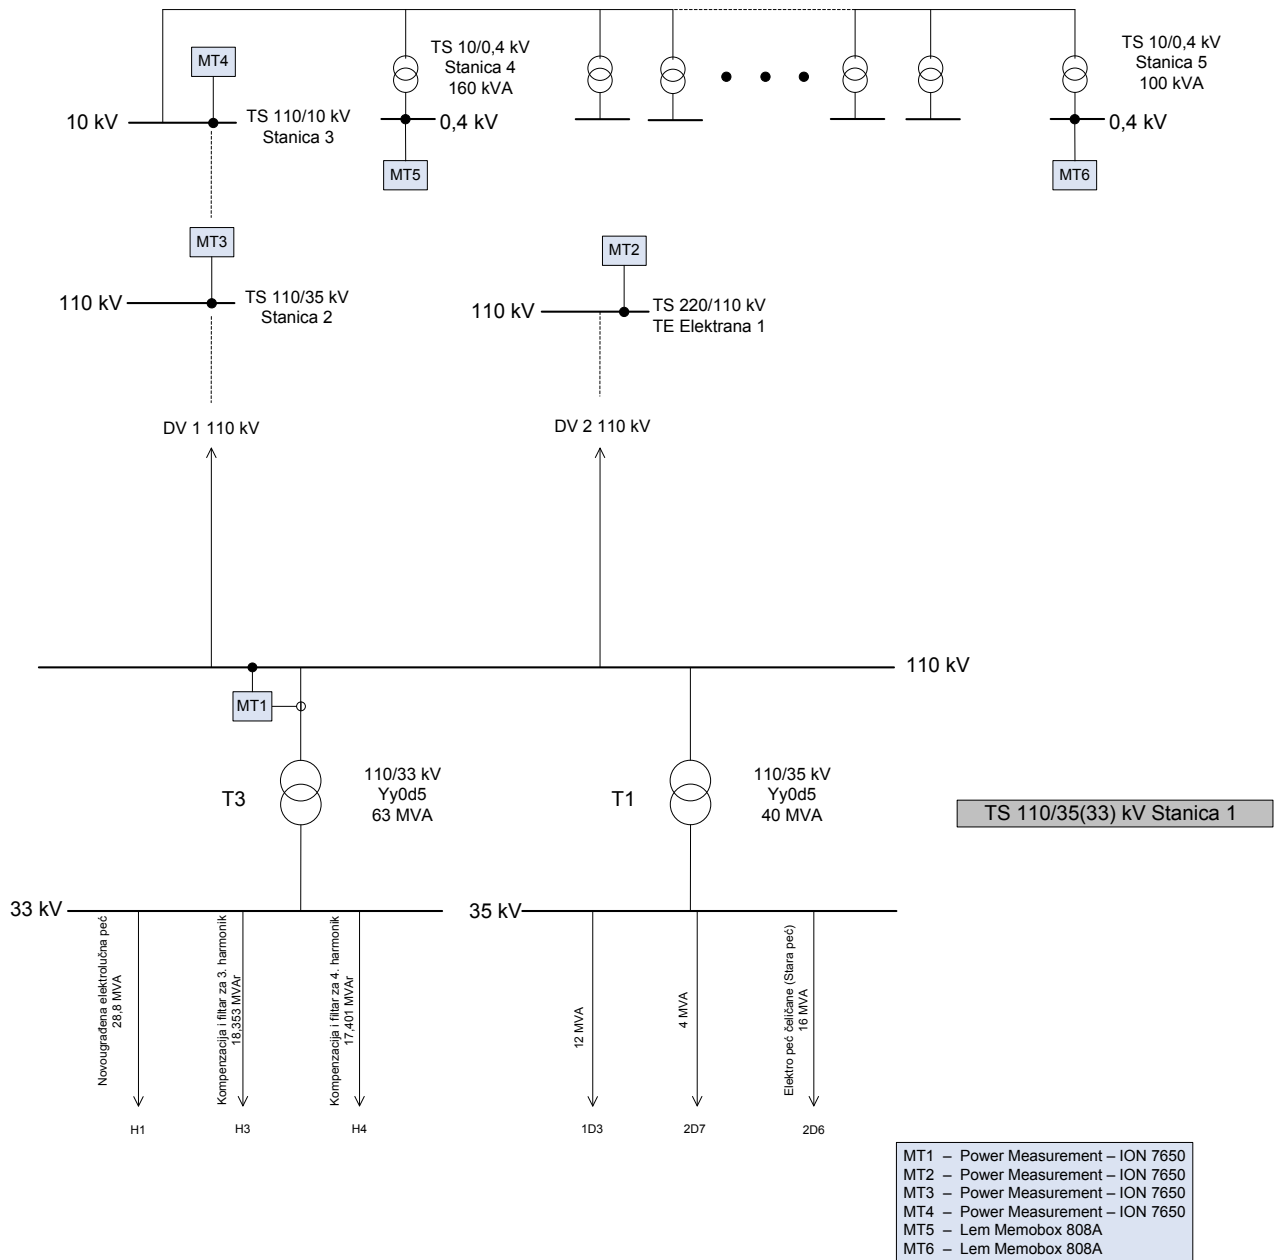 MT4
TS 10/0,4 kV
Stanica 4
160 kVA
TS 10/0,4 kV
Stanica 5
100 kVA
10 kV
TS 110/10 kV
Stanica 3
0,4 kV
0,4 kV
MT5
MT6
MT3
MT2
110 kV
TS 110/35 kV
Stanica 2
110 kV
TS 220/110 kV
TE Elektrana 1
DV 1 110 kV
DV 2 110 kV
110 kV
MT1
T3
110/33 kV
Yy0d5
63 MVA
T1
110/35 kV
Yy0d5
40 MVA
TS 110/35(33) kV Stanica 1
33 kV
35 kV
Novougrađena elektrolučna peć
28,8 MVA
Kompenzacija i filtar za 3. harmonik
18,353 MVAr
Kompenzacija i filtar za 4. harmonik
17,401 MVAr
12 MVA
4 MVA
Elektro peć čeličane (Stara peć)
16 MVA
H1
H3
H4
1D3
2D7
2D6
MT1 – Power Measurement – ION 7650
MT2 – Power Measurement – ION 7650
MT3 – Power Measurement – ION 7650
MT4 – Power Measurement – ION 7650
MT5 – Lem Memobox 808A
MT6 – Lem Memobox 808A